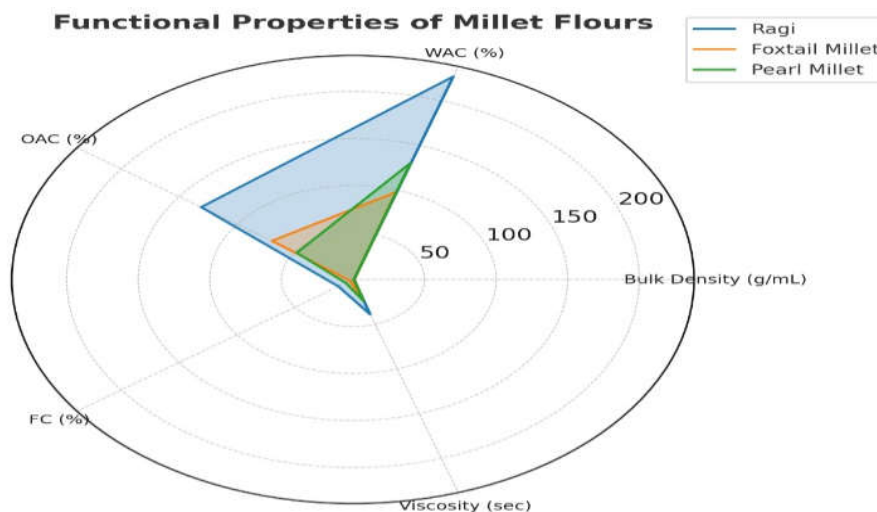 Functional Properties of Millet Flours
Ragi
Foxtail Millet
Pearl Millet
WAC (%)
OAC (%)
200
150
100
50
Bulk Density (g/mL)
FC (%)
Viscosity (sec)